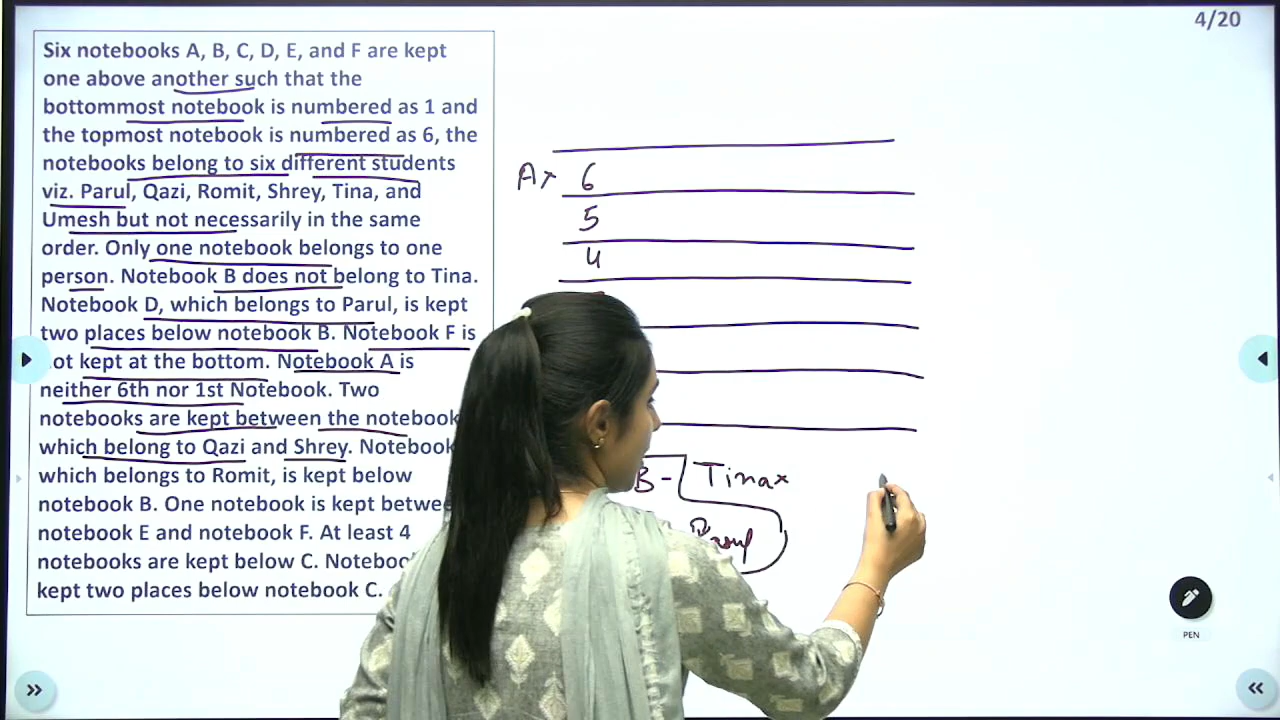 4/20
Six notebooks A, B, C, D, E, and F are kept
one above another such that the
bottommost notebook is numbered as 1 and
the topmost notebook is numbered as 6, the
notebooks belong to six different students
viz. Parul, Qazi, Romit, Shrey, Tina, and
Umesh but not necessarily in the same
order. Only one notebook belongs to one
person. Notebook B does not belong to Tina.
Notebook D, which belongs to Parul, is kept
two places below notebook B. Notebook F is
kept at the bottom. Notebook A is
neither 6th nor 1st Notebook. Two
notebooks are kept between the notebook
which belong to Qazi and Shrey. Notebook
which belongs to Romit, is kept below
notebook B. One notebook is kept
notebook E and notebook F. At least 4
notebooks are kept below C.
kept two places below notebook C.
A× 6
5
4
B- Tina×
PEN